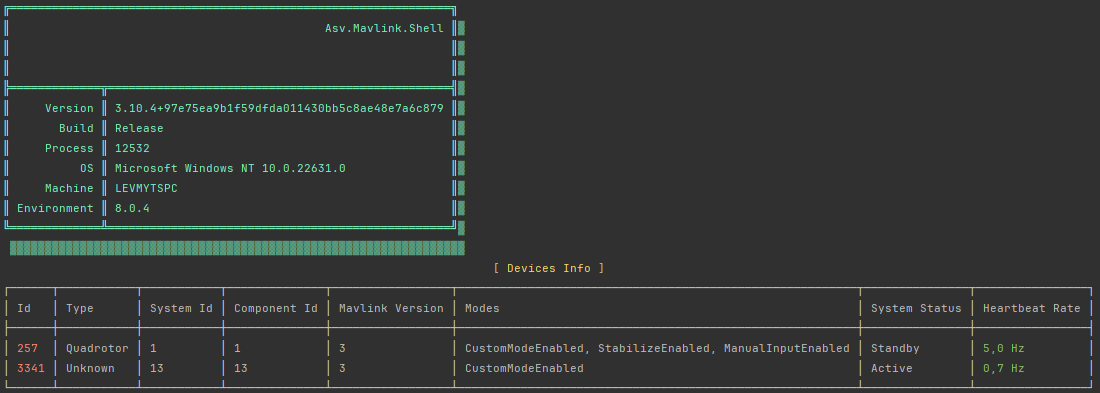 Asv.Mavlink.Shell
Version 3.10.4+97e75ea9b1f59dfda011430bb5c8ae48e7a6c879
Build Release
Process 12532
OS Microsoft Windows NT 10.0.22631.0
Machine LEVMYTSPC
Environment 8.0.4
[ Devices Info ]
Id Type System Id Component Id Mavlink Version Modes System Status Heartbeat Rate
257 Quadrotor 1 1 3 CustomModeEnabled, StabilizeEnabled, ManualInputEnabled Standby 5,0 Hz
3341 Unknown 13 13 3 CustomModeEnabled Active 0,7 Hz